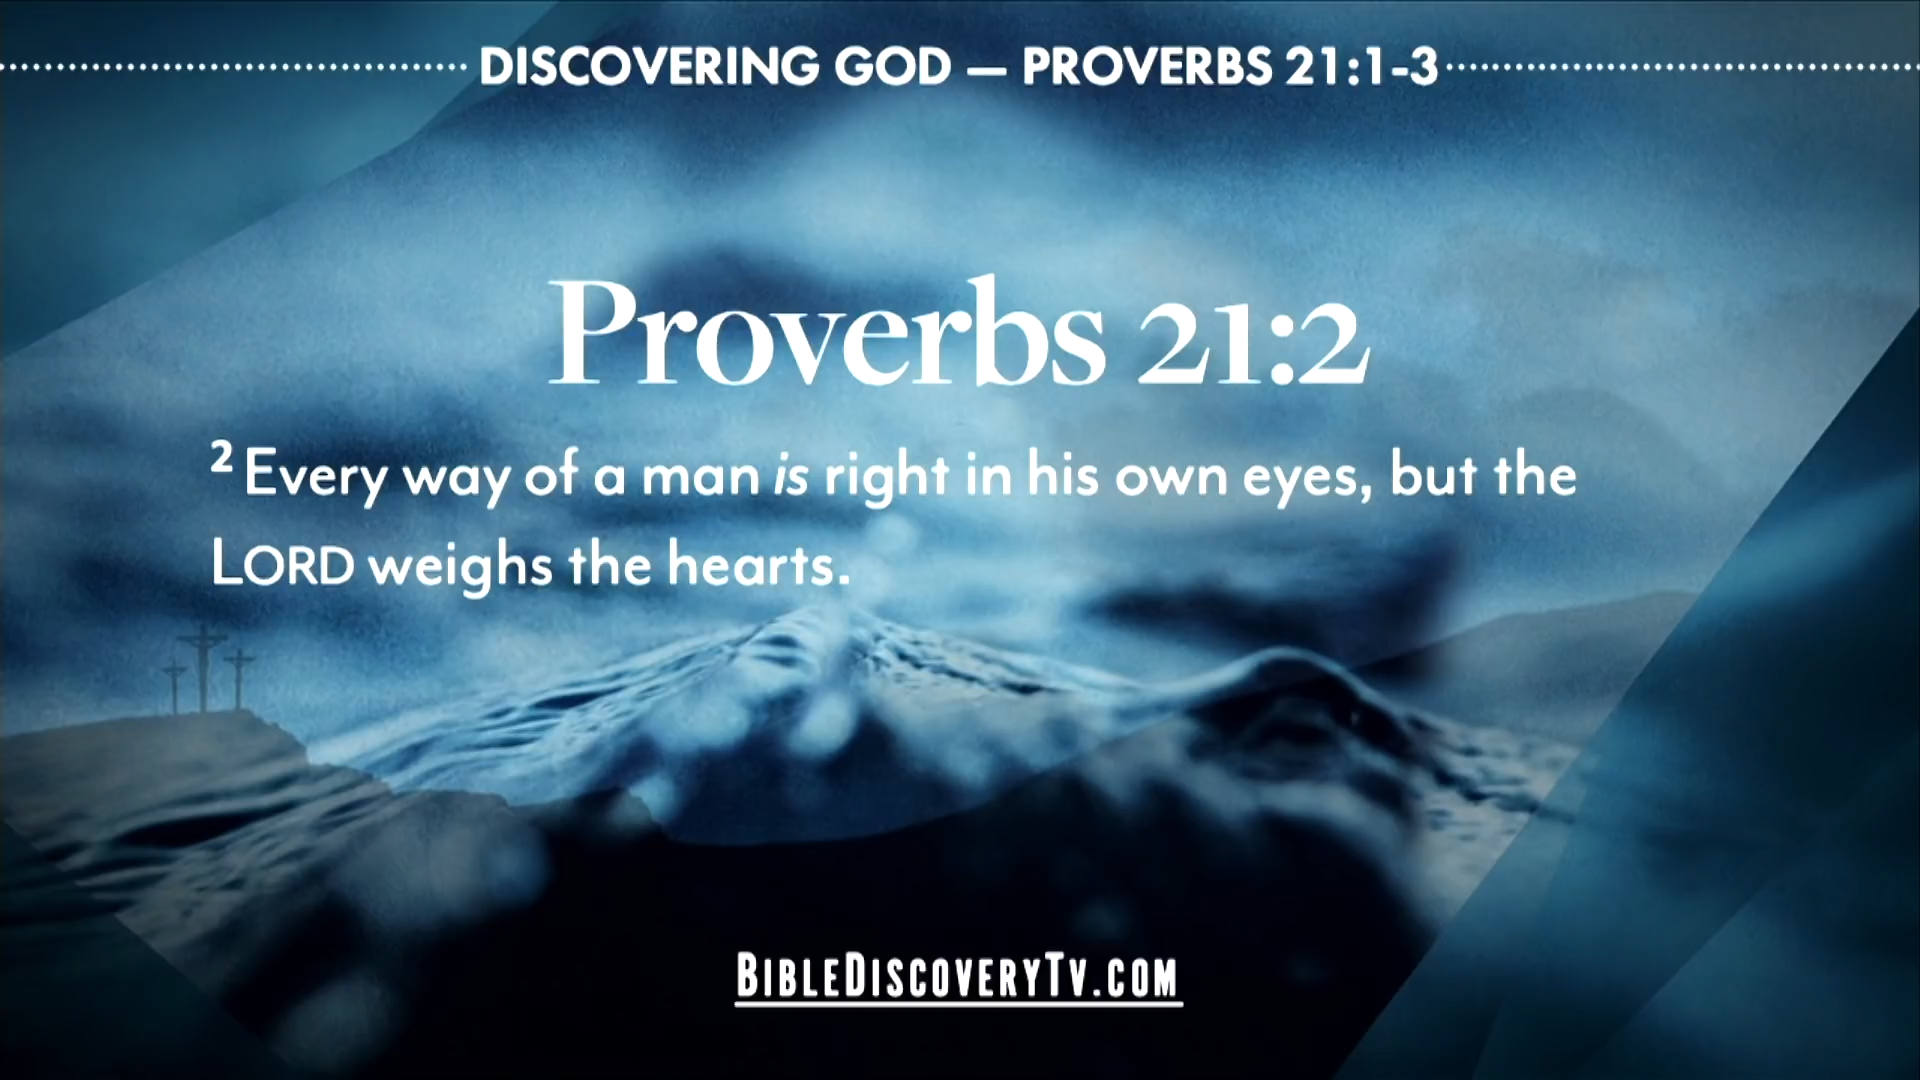 DISCOVERING GOD — PROVERBS 21:1-3
Proverbs 21:2
2 Every way of a man is right in his own eyes, but the
LORD weighs the hearts.
BIBLEDISCOVERYTV.COM